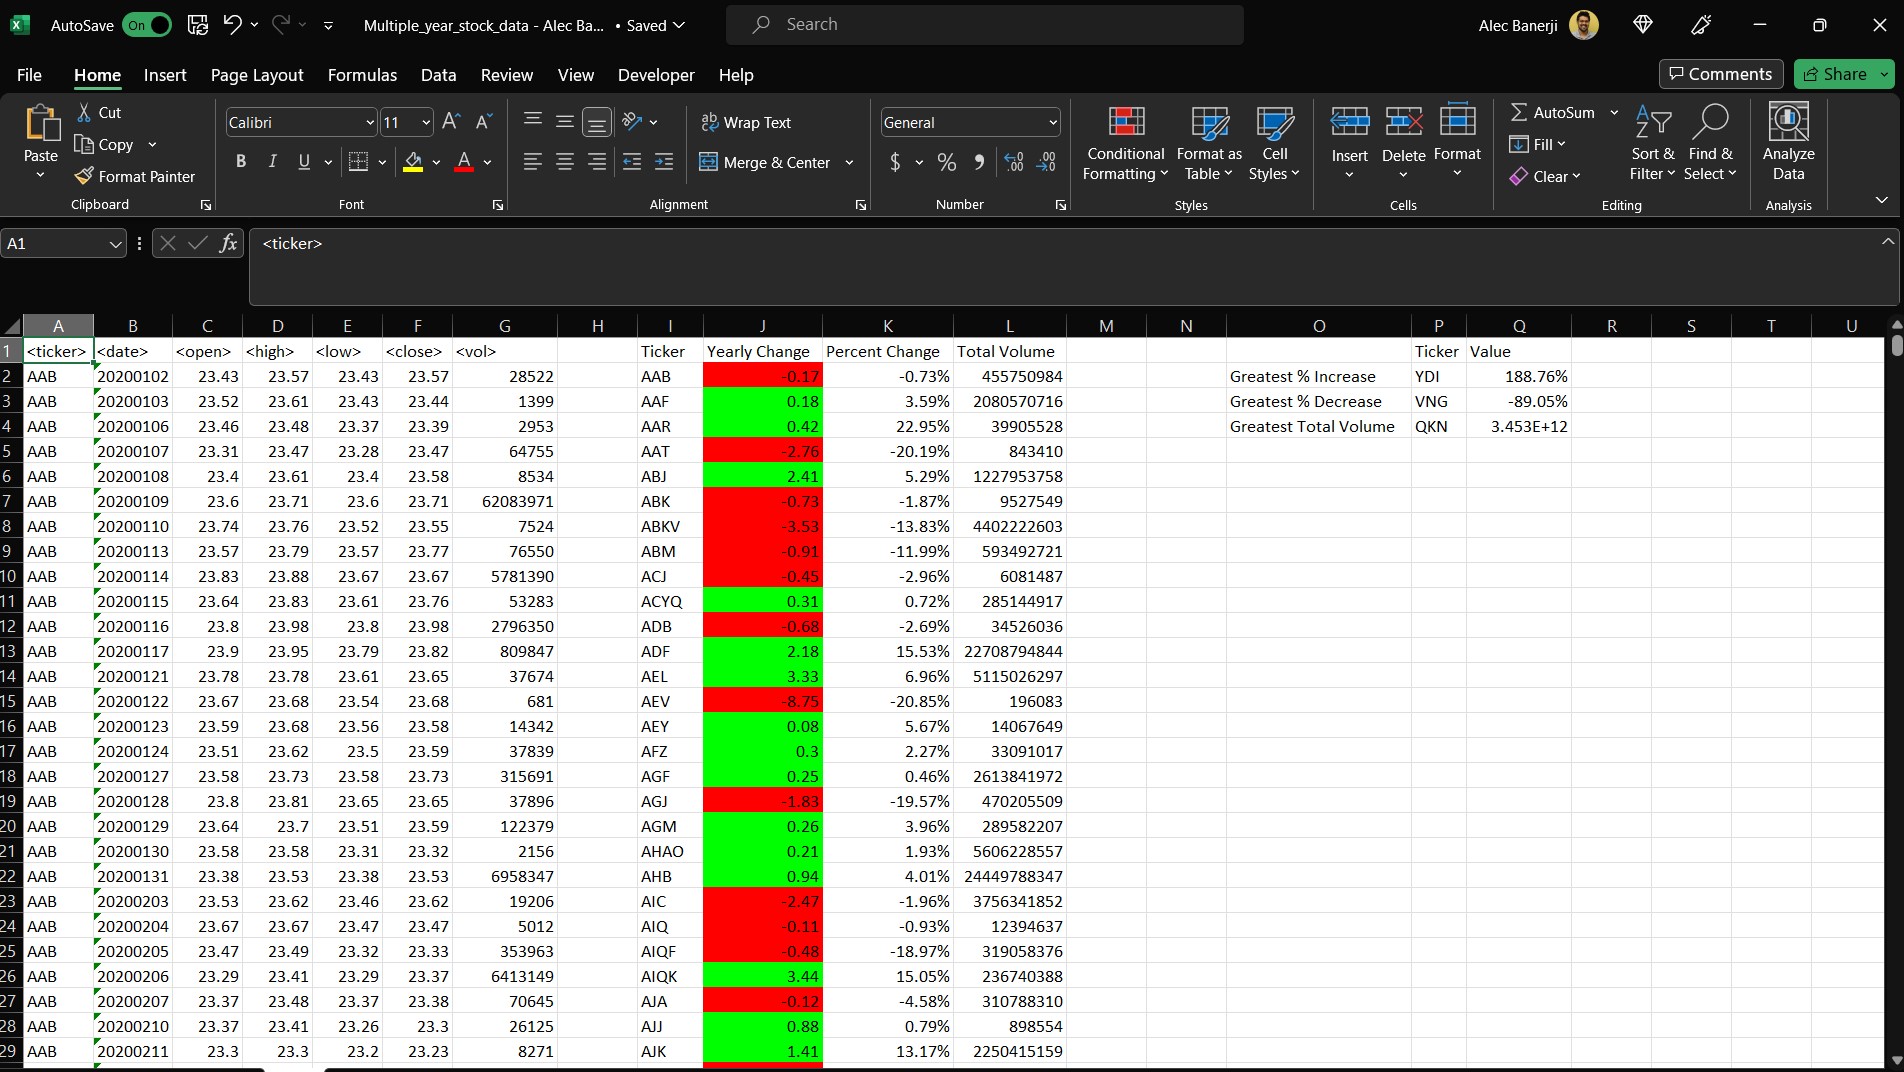 AutoSave On Multiple_year_stock_data - Alec Ba... • Saved Search Alec Banerji
File Home Insert Page Layout Formulas Data Review View Developer Help Comments Share
Paste Cut Copy Format Painter Clipboard
Calibri 11 B I U A Font
Wrap Text Merge & Center Alignment
General $ % Number
Conditional Formatting Format as Table Cell Styles Styles
Insert Delete Format Cells
AutoSum Fill Clear Sort & Filter Find & Select Editing
Analyze Data Analysis
A1 fx <ticker>
A B C D E F G H I J K L M N O P Q R S T U
1 <ticker> <date> <open> <high> <low> <close> <vol> Ticker Yearly Change Percent Change Total Volume Ticker Value
2 AAB 20200102 23.43 23.57 23.43 23.57 28522 AAB -0.17 -0.73% 455750984 Greatest % Increase YDI 188.76%
3 AAB 20200103 23.52 23.61 23.43 23.44 1399 AAF 0.18 3.59% 2080570716 Greatest % Decrease VNG -89.05%
4 AAB 20200106 23.46 23.48 23.37 23.39 2953 AAR 0.42 22.95% 39905528 Greatest Total Volume QKN 3.453E+12
5 AAB 20200107 23.31 23.47 23.28 23.47 64755 AAT -2.76 -20.19% 843410
6 AAB 20200108 23.4 23.61 23.4 23.58 8534 ABJ 2.41 5.29% 1227953758
7 AAB 20200109 23.6 23.71 23.6 23.71 62083971 ABK -0.73 -1.87% 9527549
8 AAB 20200110 23.74 23.76 23.52 23.55 7524 ABKV -3.53 -13.83% 4402222603
9 AAB 20200113 23.57 23.79 23.57 23.77 76550 ABM -0.91 -11.99% 593492721
10 AAB 20200114 23.83 23.88 23.67 23.67 5781390 ACJ -0.45 -2.96% 6081487
11 AAB 20200115 23.64 23.83 23.61 23.76 53283 ACYQ 0.31 0.72% 285144917
12 AAB 20200116 23.8 23.98 23.8 23.98 2796350 ADB -0.68 -2.69% 34526036
13 AAB 20200117 23.9 23.95 23.79 23.82 809847 ADF 2.18 15.53% 22708794844
14 AAB 20200121 23.78 23.78 23.61 23.65 37674 AEL 3.33 6.96% 5115026297
15 AAB 20200122 23.67 23.68 23.54 23.68 681 AEV -8.75 -20.85% 196083
16 AAB 20200123 23.59 23.68 23.56 23.58 14342 AEY 0.08 5.67% 14067649
17 AAB 20200124 23.51 23.62 23.5 23.59 37839 AFZ 0.3 2.27% 33091017
18 AAB 20200127 23.58 23.73 23.58 23.73 315691 AGF 0.25 0.46% 2613841972
19 AAB 20200128 23.8 23.81 23.65 23.65 37896 AGJ -1.83 -19.57% 470205509
20 AAB 20200129 23.64 23.7 23.51 23.59 122379 AGM 0.26 3.96% 289582207
21 AAB 20200130 23.58 23.58 23.31 23.32 2156 AHAO 0.21 1.93% 5606228557
22 AAB 20200131 23.38 23.53 23.38 23.53 6958347 AHB 0.94 4.01% 24449788347
23 AAB 20200203 23.53 23.62 23.46 23.62 19206 AIC -2.47 -1.96% 3756341852
24 AAB 20200204 23.67 23.67 23.47 23.47 5012 AIQ -0.11 -0.93% 12394637
25 AAB 20200205 23.47 23.49 23.32 23.33 353963 AIQF -0.48 -18.97% 319058376
26 AAB 20200206 23.29 23.41 23.29 23.37 6413149 AIQK 3.44 15.05% 236740388
27 AAB 20200207 23.37 23.48 23.37 23.38 70645 AJA -0.12 -4.58% 310788310
28 AAB 20200210 23.37 23.41 23.26 23.3 26125 AJJ 0.88 0.79% 898554
29 AAB 20200211 23.3 23.3 23.2 23.23 8271 AJK 1.41 13.17% 2250415159